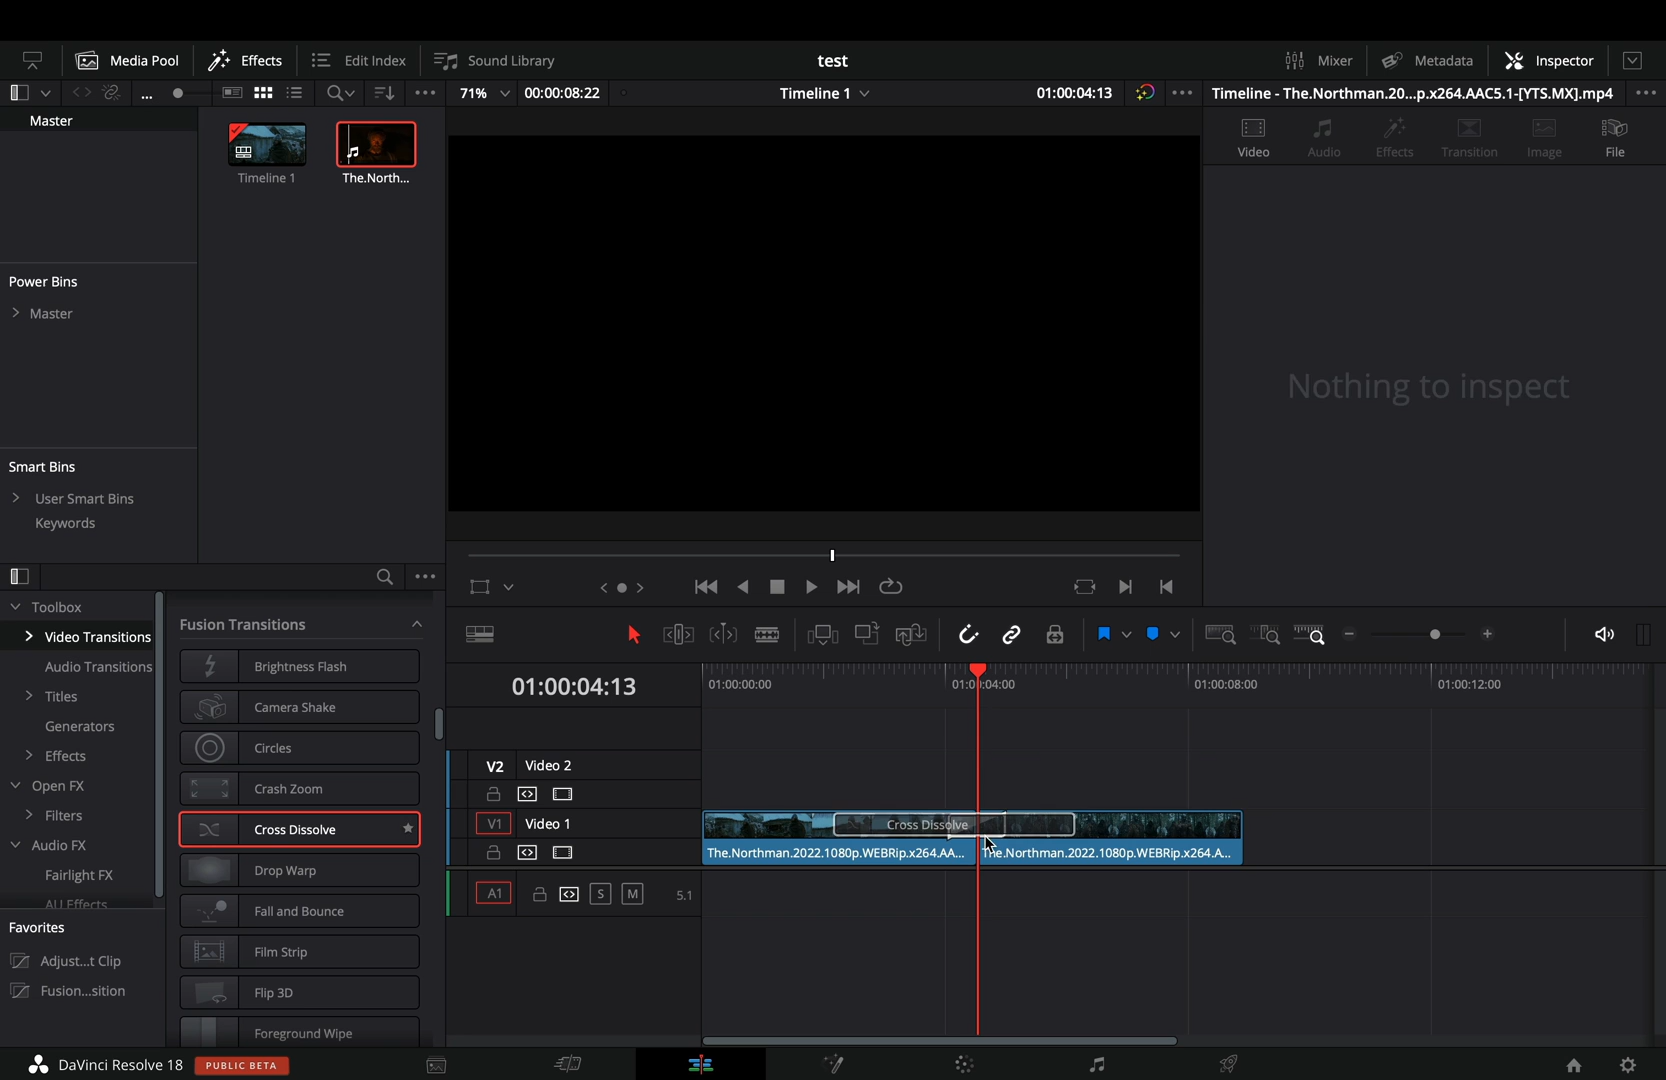 Media Pool
Effects
Edit Index
Sound Library
test
Mixer
Metadata
Inspector
...
71%
00:00:08:22
Timeline 1
01:00:04:13
Timeline - The.Northman.20...p.x264.AAC5.1-[YTS.MX].mp4
Master
Timeline 1
The.North...
Video
Audio
Effects
Transition
Image
File
Power Bins
Master
Nothing to inspect
Smart Bins
User Smart Bins
Keywords
Toolbox
Video Transitions
Audio Transitions
Titles
Generators
Effects
Open FX
Filters
Audio FX
Fairlight FX
AU Effects
Favorites
Adjust...t Clip
Fusion...sition
Fusion Transitions
Brightness Flash
Camera Shake
Circles
Crash Zoom
Cross Dissolve
Drop Warp
Fall and Bounce
Film Strip
Flip 3D
Foreground Wipe
01:00:04:13
01:00:00:00
01:00:04:00
01:00:08:00
01:00:12:00
V2 Video 2
V1 Video 1
Cross Dissolve
The.Northman.2022.1080p.WEBRip.x264.AA...
The.Northman.2022.1080p.WEBRip.x264.A...
A1
S
M
5.1
DaVinci Resolve 18
PUBLIC BETA